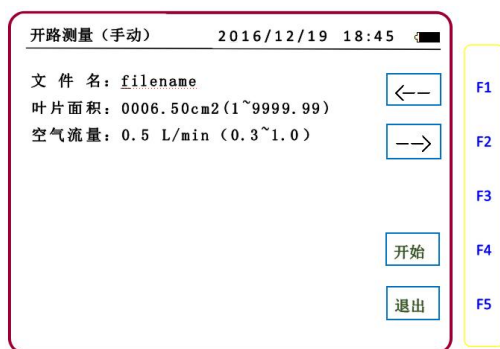 开路测量（手动） 2016/12/19 18:45
文 件 名：filename
叶片面积：0006.50cm2(1~9999.99)
空气流量：0.5 L/min（0.3~1.0）
<-- F1
--> F2
F3
开始 F4
退出 F5